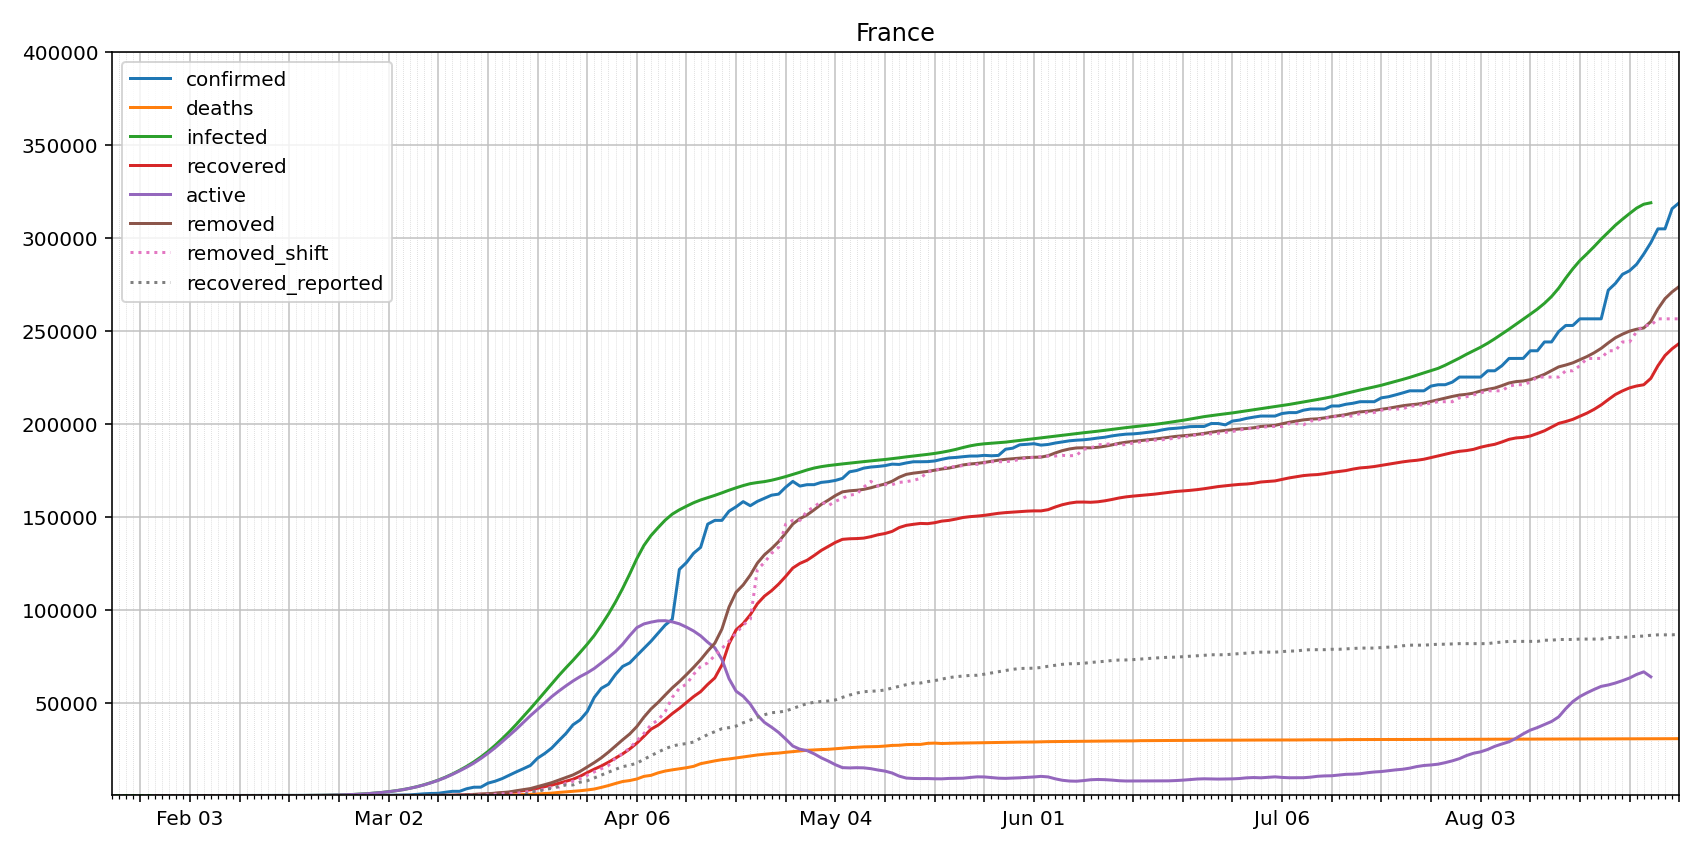 France
400000
350000
300000
250000
200000
150000
100000
50000
confirmed
deaths
infected
recovered
active
removed
removed_shift
recovered_reported
Feb 03
Mar 02
Apr 06
May 04
Jun 01
Jul 06
Aug 03